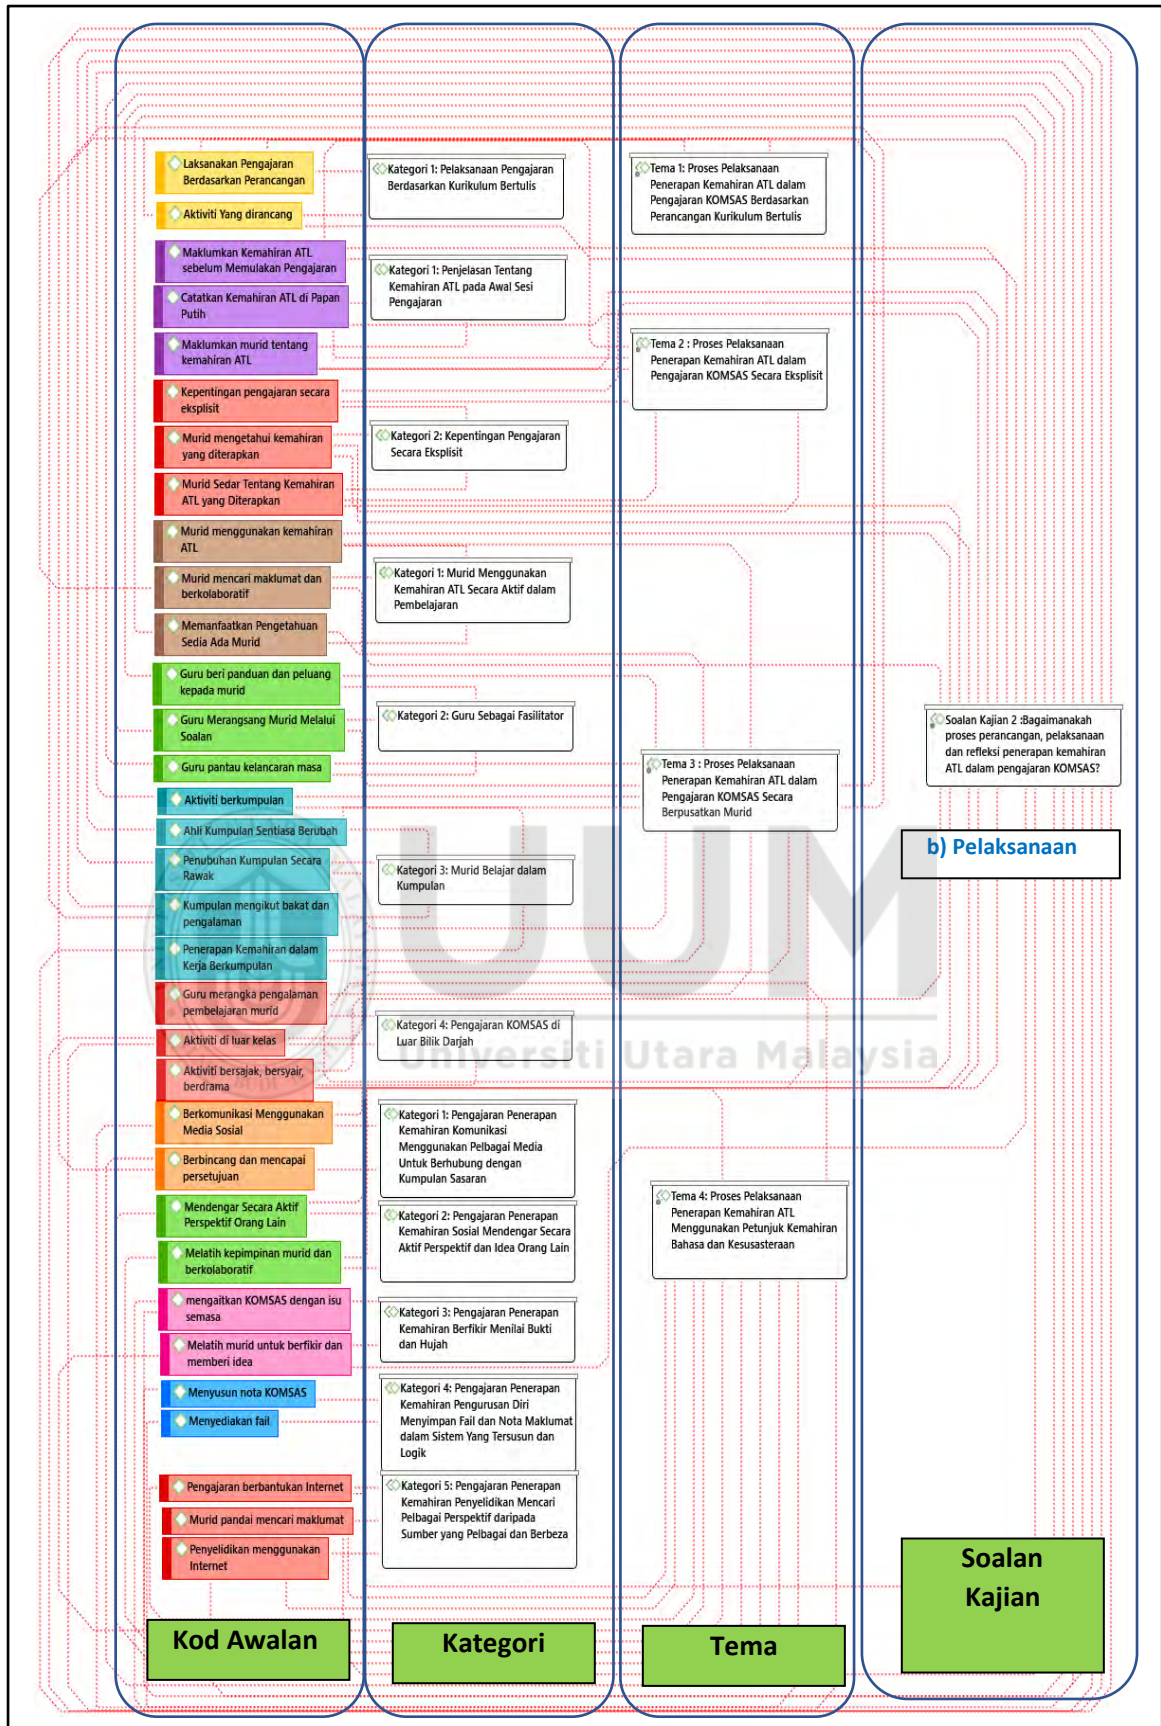 Laksanakan Pengajaran
Berdasarkan Perancangan
Aktiviti Yang dirancang
Maklumkan Kemahiran ATL
sebelum Memulakan Pengajaran
Catatkan Kemahiran ATL di Papan
Putih
Maklumkan murid tentang
kemahiran ATL
Kepentingan pengajaran secara
eksplisit
Murid mengetahui kemahiran
yang diterapkan
Murid Sedar Tentang Kemahiran
ATL yang Diterapkan
Murid menggunakan kemahiran
ATL
Murid mencari maklumat dan
berkolaboratif
Memanfaatkan Pengetahuan
Sedia Ada Murid
Guru beri panduan dan peluang
kepada murid
Guru Merangsang Murid Melalui
Soalan
Guru pantau kelancaran masa
Aktiviti berkumpulan
Ahli Kumpulan Sentiasa Berubah
Penubuhan Kumpulan Secara
Rawak
Kumpulan mengikut bakat dan
pengalaman
Penerapan Kemahiran dalam
Kerja Berkumpulan
Guru merangka pengalaman
pembelajaran murid
Aktiviti di luar kelas
Aktiviti bersajak, bersyair,
berdrama
Berkomunikasi Menggunakan
Media Sosial
Berbincang dan mencapai
persetujuan
Mendengar Secara Aktif
Perspektif Orang Lain
Melatih kepimpinan murid dan
berkolaboratif
mengaitkan KOMSAS dengan isu
semasa
Melatih murid untuk berfikir dan
memberi idea
Menyusun nota KOMSAS
Menyediakan fail
Pengajaran berbantukan Internet
Murid pandai mencari maklumat
Penyelidikan menggunakan
Internet
Kod Awalan
Kategori 1: Pelaksanaan Pengajaran
Berdasarkan Kurikulum Bertulis
Kategori 1: Penjelasan Tentang
Kemahiran ATL pada Awal Sesi
Pengajaran
Kategori 2: Kepentingan Pengajaran
Secara Eksplisit
Kategori 1: Murid Menggunakan
Kemahiran ATL Secara Aktif dalam
Pembelajaran
Kategori 2: Guru Sebagai Fasilitator
Kategori 3: Murid Belajar dalam
Kumpulan
Kategori 4: Pengajaran KOMSAS di
Luar Bilik Darjah
Kategori 1: Pengajaran Penerapan
Kemahiran Komunikasi
Menggunakan Pelbagai Media
Untuk Berhubung dengan
Kumpulan Sasaran
Kategori 2: Pengajaran Penerapan
Kemahiran Sosial Mendengar Secara
Aktif Perspektif dan Idea Orang Lain
Kategori 3: Pengajaran Penerapan
Kemahiran Berfikir Menilai Bukti
dan Hujah
Kategori 4: Pengajaran Penerapan
Kemahiran Pengurusan Diri
Menyimpan Fail dan Nota Maklumat
dalam Sistem Yang Tersusun dan
Logik
Kategori 5: Pengajaran Penerapan
Kemahiran Penyelidikan Mencari
Pelbagai Perspektif daripada
Sumber yang Pelbagai dan Berbeza
Kategori
Tema 1: Proses Pelaksanaan
Penerapan Kemahiran ATL dalam
Pengajaran KOMSAS Berdasarkan
Perancangan Kurikulum Bertulis
Tema 2 : Proses Pelaksanaan
Penerapan Kemahiran ATL dalam
Pengajaran KOMSAS Secara Eksplisit
Tema 3 : Proses Pelaksanaan
Penerapan Kemahiran ATL dalam
Pengajaran KOMSAS Secara
Berpusatkan Murid
Tema 4: Proses Pelaksanaan
Penerapan Kemahiran ATL
Menggunakan Petunjuk Kemahiran
Bahasa dan Kesusasteraan
Tema
Soalan Kajian 2 :Bagaimanakah
proses perancangan, pelaksanaan
dan refleksi penerapan kemahiran
ATL dalam pengajaran KOMSAS?
b) Pelaksanaan
Soalan
Kajian
UUM
Universiti Utara Malaysia